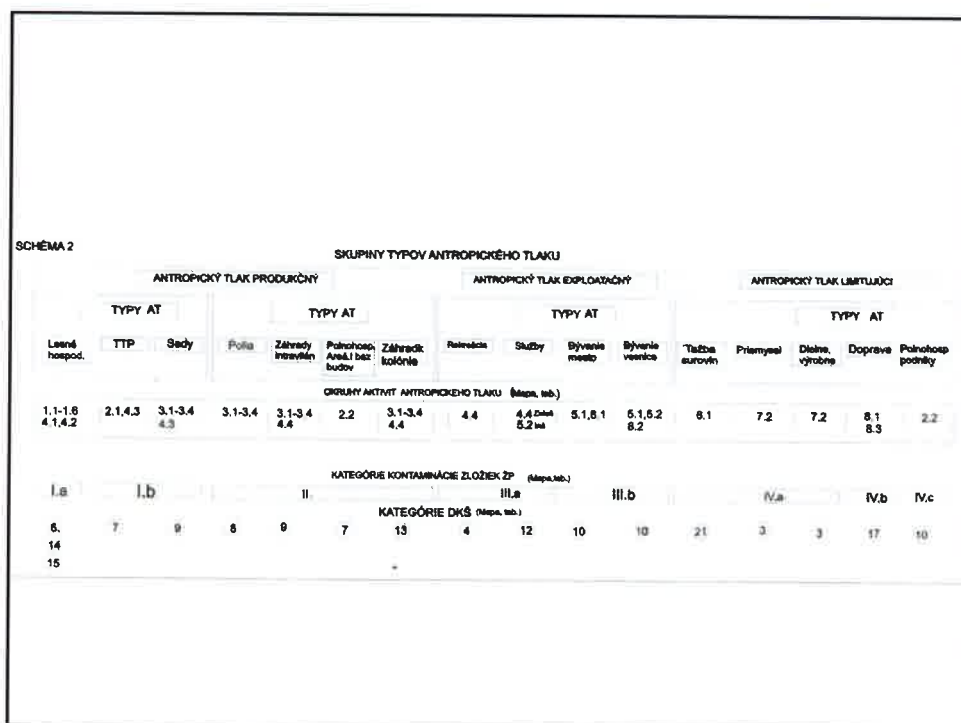 SCHÉMA 2
SKUPINY TYPOV ANTROPICKÉHO TLAKU
ANTROPICKÝ TLAK PRODUKČNÝ ANTROPICKÝ TLAK EXPLOATAČNÝ ANTROPICKÝ TLAK LIMITUJÚCI
TYPY AT TYPY AT TYPY AT TYPY AT
Lesné TTP Sady Polia Záhrady Polnohosp. Záhradk Rekreácia Služby Bývanie Bývanie Ťažba Priemysel Dielne, Doprava Polnohosp
hospod. intravilán Areá.l bez kolónie mesto vesnice surovín výrobne podniky
budov
OKRUHY AKTIVIT ANTROPICKÉHO TLAKU (Mapa, tab.)
1.1-1.6 2.1,4.3 3.1-3.4 3.1-3.4 3.1-3.4 2.2 3.1-3.4 4.4 4.4 5.1,8.1 5.1,5.2 6.1 7.2 7.2 8.1 2.2
4.1,4.2 4.3 4.4 4.4 5.2 Iné 8.2 8.3
KATEGÓRIE KONTAMINÁCIE ZLOŽIEK ŽP (Mapa,tab.)
I.a I.b II III.a III.b IV.a IV.b IV.c
KATEGÓRIE DKŠ (Mapa, tab.)
6. 7 9 8 9 7 13 4 12 10 10 21 3 3 17 10
14
15